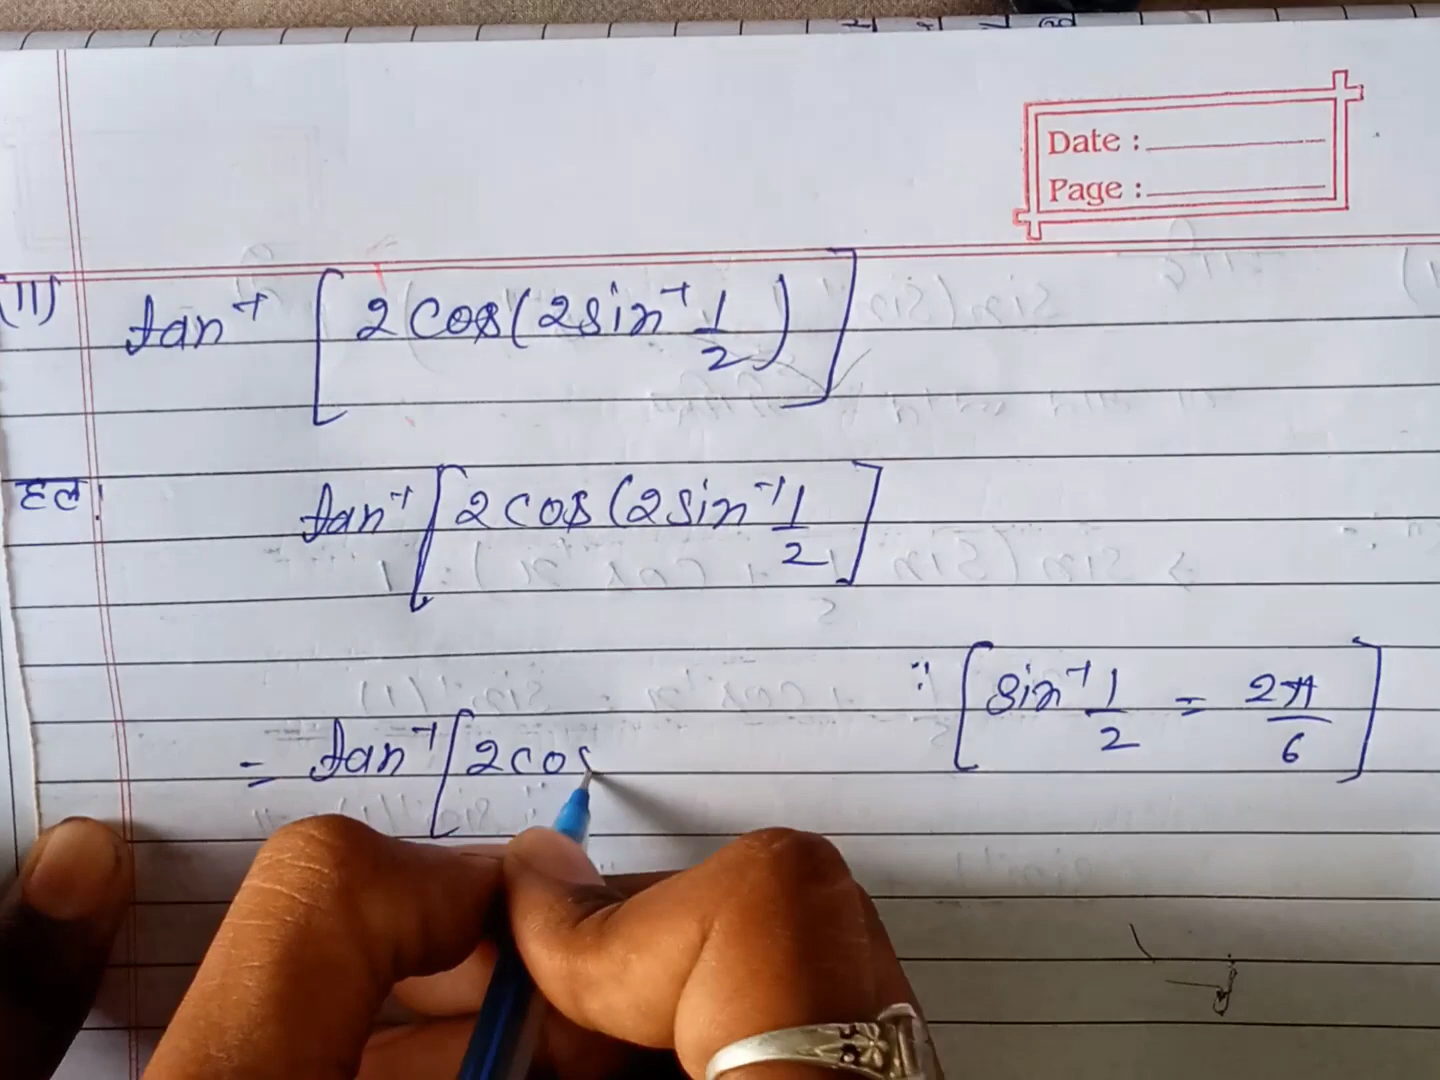 Date :
Page :
(11) tan⁻¹ [2cos(2sin⁻¹ 1/2)]
हल! tan⁻¹ [2cos(2sin⁻¹ 1/2]
∵ [sin⁻¹ 1/2 = 2π/6]
= tan⁻¹ [2cos